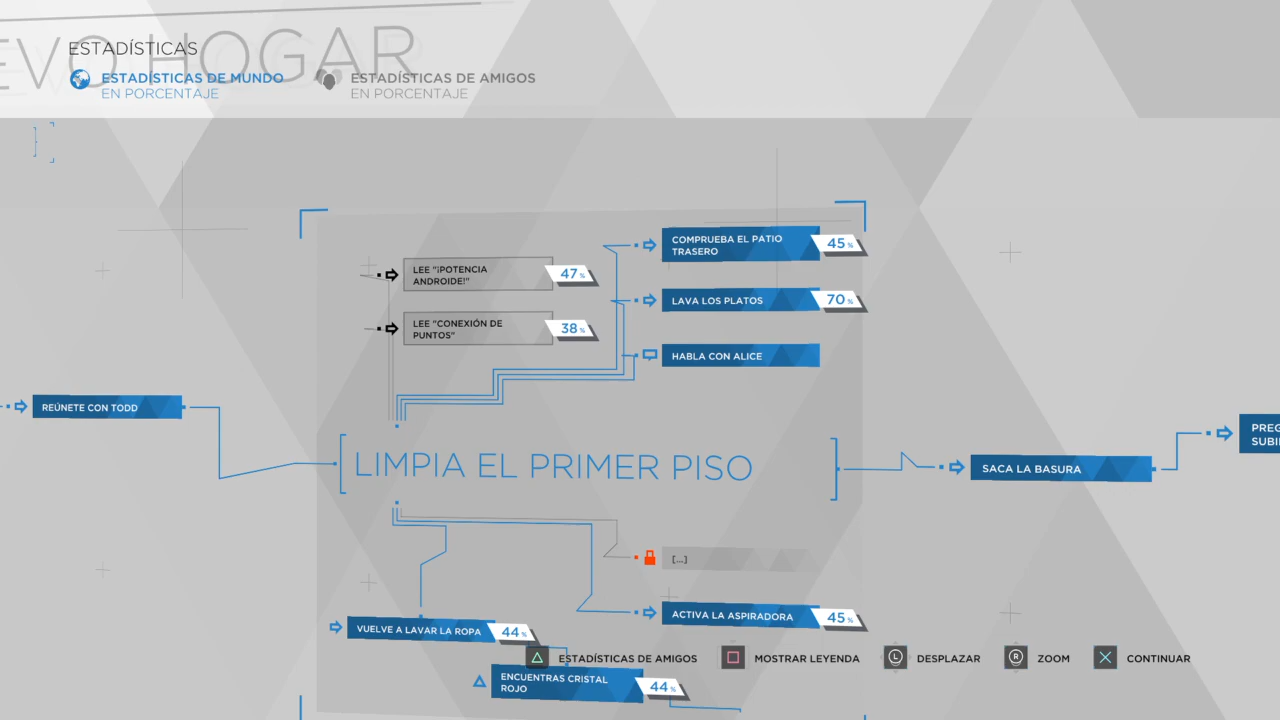 EVO HOGAR
ESTADÍSTICAS
ESTADÍSTICAS DE MUNDO
EN PORCENTAJE
ESTADÍSTICAS DE AMIGOS
EN PORCENTAJE
COMPRUEBA EL PATIO
TRASERO
45%
LEE "¡POTENCIA
ANDROIDE!"
47%
LAVA LOS PLATOS
70%
LEE "CONEXIÓN DE
PUNTOS"
38%
HABLA CON ALICE
REÚNETE CON TODD
LIMPIA EL PRIMER PISO
SACA LA BASURA
PREG
SUBI
[...]
ACTIVA LA ASPIRADORA
45%
VUELVE A LAVAR LA ROPA
44%
ENCUENTRAS CRISTAL
ROJO
44%
ESTADÍSTICAS DE AMIGOS
MOSTRAR LEYENDA
L
DESPLAZAR
R
ZOOM
CONTINUAR